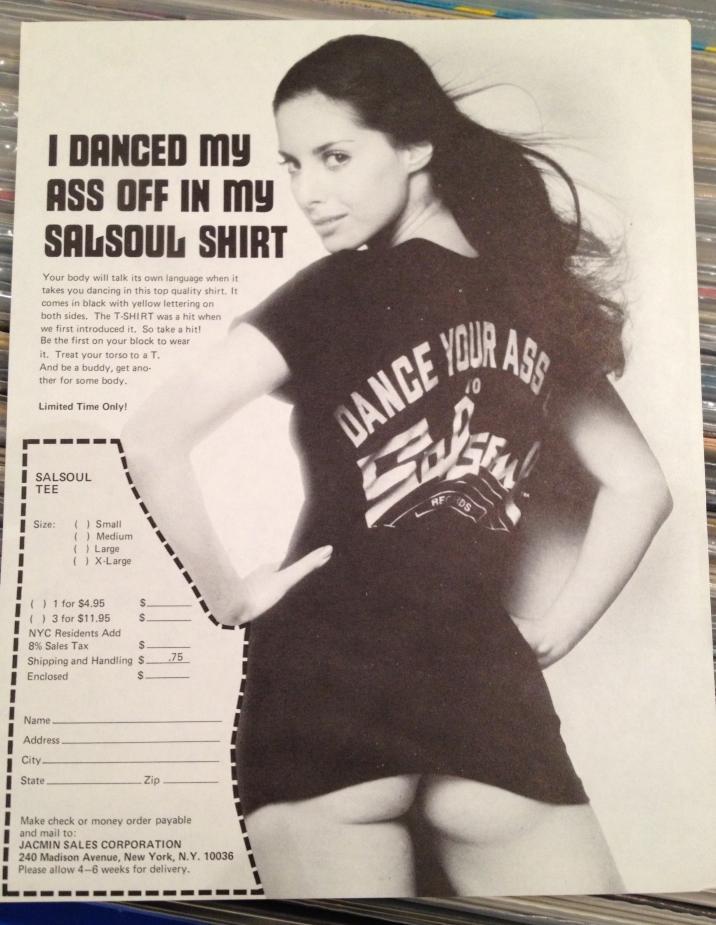 I DANCED MY
ASS OFF IN MY
SALSOUL SHIRT
Your body will talk its own language when it
takes you dancing in this top quality shirt. It
comes in black with yellow lettering on
both sides. The T-SHIRT was a hit when
we first introduced it. So take a hit!
Be the first on your block to wear
it. Treat your torso to a T.
And be a buddy, get ano-
ther for some body.
Limited Time Only!
DANCE YOUR ASS
TO
Salsoul
RECORDS
SALSOUL
TEE
Size: ( ) Small
( ) Medium
( ) Large
( ) X-Large
( ) 1 for $4.95 $
( ) 3 for $11.95 $
NYC Residents Add
8% Sales Tax $
Shipping and Handling $ .75
Enclosed $
Name
Address
City
State Zip
Make check or money order payable
and mail to:
JACMIN SALES CORPORATION
240 Madison Avenue, New York, N.Y. 10036
Please allow 4–6 weeks for delivery.